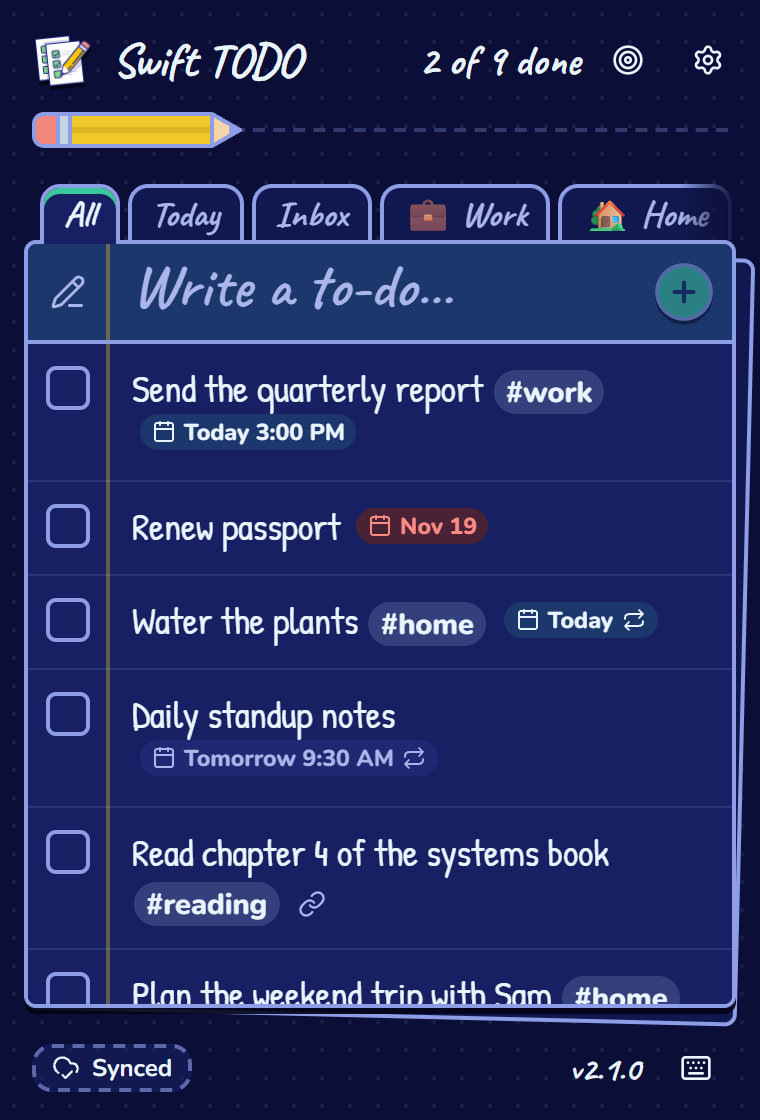 Swift TODO
2 of 9 done
All
Today
Inbox
Work
Home
Write a to-do...
Send the quarterly report #work
Today 3:00 PM
Renew passport Nov 19
Water the plants #home Today
Daily standup notes
Tomorrow 9:30 AM
Read chapter 4 of the systems book
#reading
Plan the weekend trip with Sam #home
Synced
v2.1.0